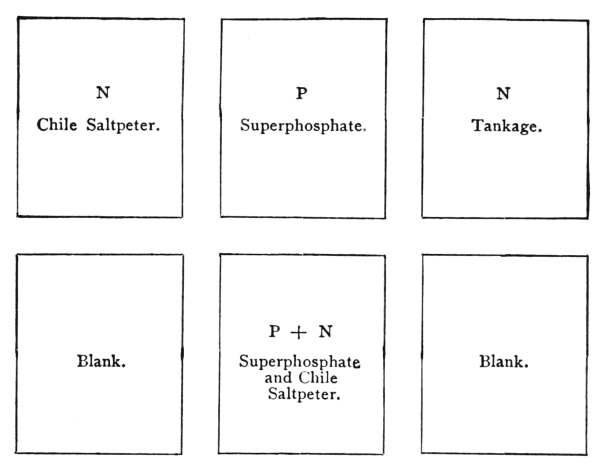 N
Chile Saltpeter.
P
Superphosphate.
N
Tankage.
Blank.
P + N
Superphosphate
and Chile
Saltpeter.
Blank.